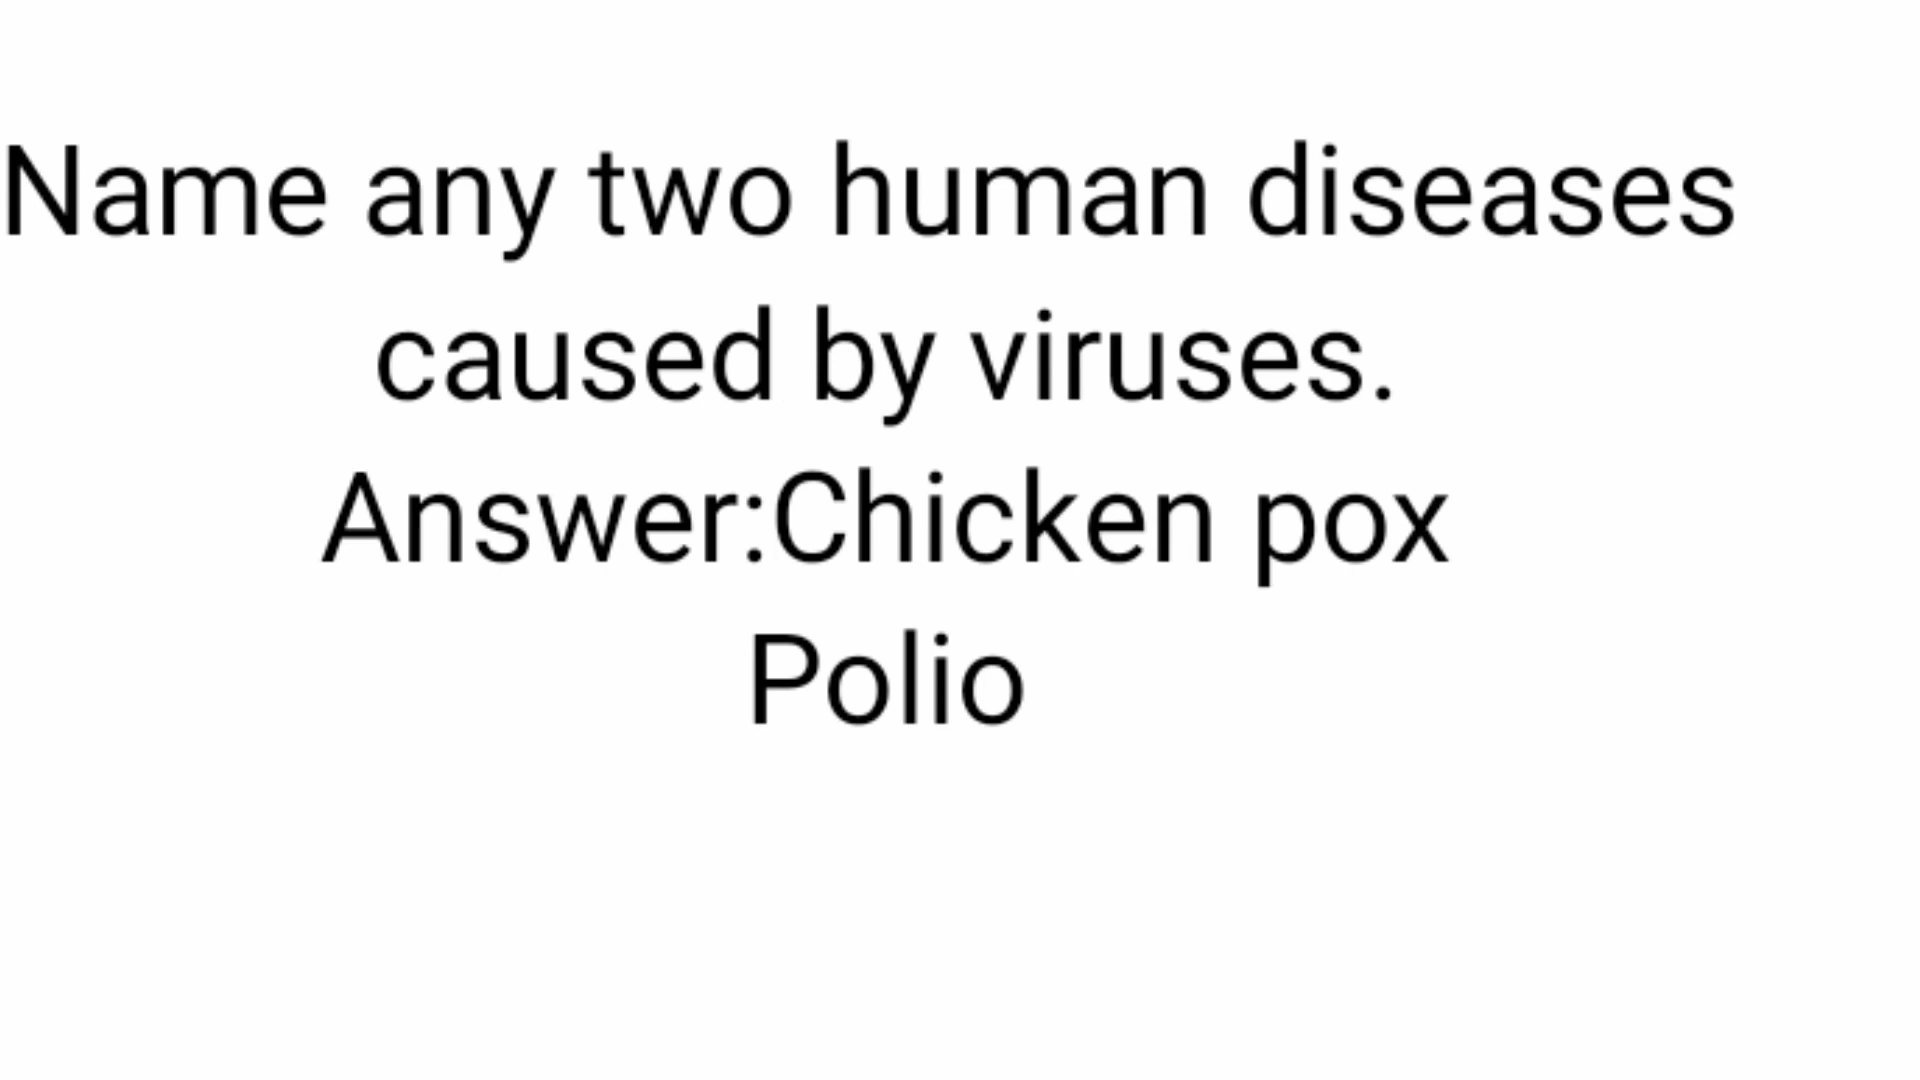 Name any two human diseases
caused by viruses.
Answer:Chicken pox
Polio